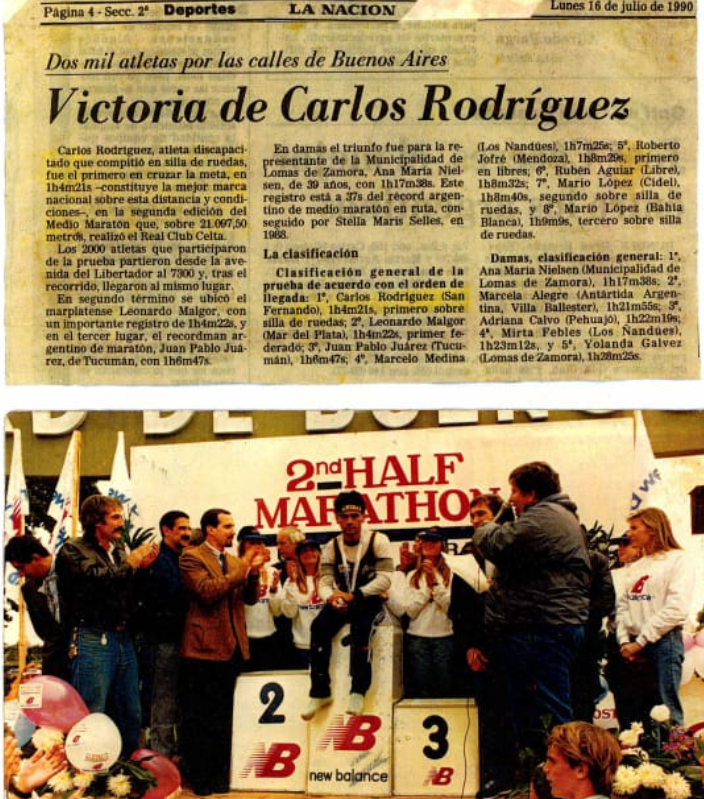 Página 4 - Secc. 2ª Deportes LA NACION Lunes 16 de julio de 1990
Dos mil atletas por las calles de Buenos Aires
Victoria de Carlos Rodríguez
Carlos Rodríguez, atleta discapaci-
tado que compitió en silla de ruedas,
fue el primero en cruzar la meta, en
1h4m21s –constituye la mejor marca
nacional sobre esta distancia y condi-
ciones–, en la segunda edición del
Medio Maratón que, sobre 21.097,50
metros, realizó el Real Club Celta.
Los 2000 atletas que participaron
de la prueba partieron desde la ave-
nida del Libertador al 7300 y, tras el
recorrido, llegaron al mismo lugar.
En segundo término se ubicó el
marplatense Leonardo Malgor, con
un importante registro de 1h4m22s, y
en el tercer lugar, el recordman ar-
gentino de maratón, Juan Pablo Juá-
rez, de Tucumán, con 1h6m47s.
En damas el triunfo fue para la re-
presentante de la Municipalidad de
Lomas de Zamora, Ana María Niel-
sen, de 39 años, con 1h17m38s. Este
registro está a 37s del récord argen-
tino de medio maratón en ruta, con-
seguido por Stella Maris Selles, en
1988.
La clasificación
Clasificación general de la
prueba de acuerdo con el orden de
llegada: 1º, Carlos Rodríguez (San
Fernando), 1h4m21s, primero sobre
silla de ruedas; 2º, Leonardo Malgor
(Mar del Plata), 1h4m22s, primer fe-
derado; 3º, Juan Pablo Juárez (Tucu-
mán), 1h6m47s; 4º, Marcelo Medina
(Los Nandúes), 1h7m25s; 5º, Roberto
Jofré (Mendoza), 1h8m29s, primero
en libres; 6º, Rubén Aguiar (Libre),
1h8m32s; 7º, Mario López (Cidel),
1h8m40s, segundo sobre silla de
ruedas, y 8º, Mario López (Bahía
Blanca), 1h9m9s, tercero sobre silla
de ruedas.
Damas, clasificación general: 1º,
Ana María Nielsen (Municipalidad de
Lomas de Zamora), 1h17m38s; 2º,
Marcela Alegre (Antártida Argen-
tina, Villa Ballester), 1h21m55s; 3º,
Adriana Calvo (Pehuajó), 1h22m19s;
4º, Mirta Febles (Los Ñandúes),
1h23m12s, y 5º, Yolanda Galvez
(Lomas de Zamora), 1h28m25s.
D DE BUENO
2nd HALF
MARATHON
2
NB
1
NB
new balance
3
NB